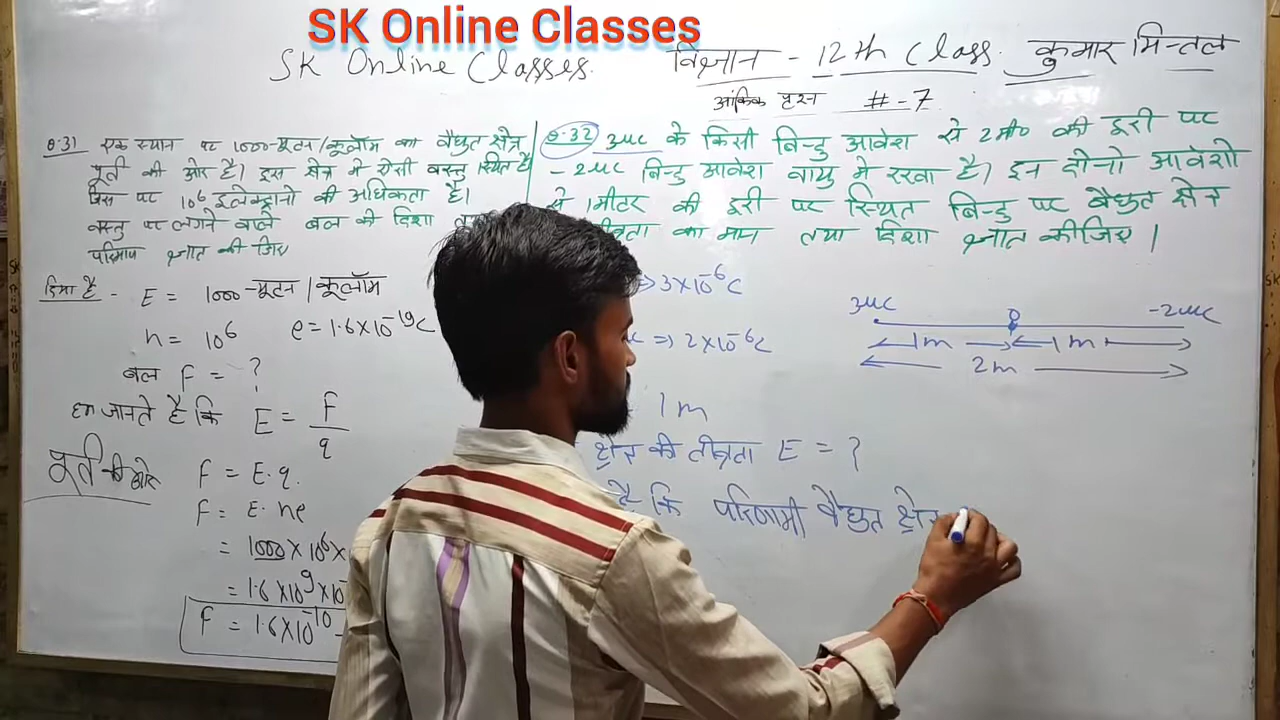 SK Online Classes
SK Online Classes.
विज्ञान - 12th Class. कुमार मित्तल
आंकिक प्रश्न #-7
0.31 एक स्थान पर 1000-न्यूटन/कूलॉम का वैद्युत क्षेत्र
पूर्व की ओर है। इस क्षेत्र मे ऐसी वस्तु स्थित है
जिस पर 10⁶ इलेक्ट्रानो की अधिकता है।
वस्तु पर लगने वाले बल की दिशा
परिमाप ज्ञात की जिए
दिया है - E = 1000-न्यूटन/कूलॉम
n = 10⁶ e = 1.6×10⁻¹⁹C
बल F = ?
हम जानते है कि E = F/q
पूर्व की ओर F = E·q.
F = E· ne
= 1000×10⁶×
= 1.6×10⁹×10
F = 1.6×10⁻¹⁰
0.32 3μC के किसी बिन्दु आवेश से 2मी० की दूरी पर
-2μC बिन्दु आवेश वायु मे रखा है। इन दोनो आवेशो
से 1मीटर की दूरी पर स्थित बिन्दु पर वैद्युत क्षेत्र
तीव्रता का मान तथा दिशा ज्ञात कीजिए।
⇒ 3×10⁻⁶C
⇒ 2×10⁻⁶C
1m
क्षेत्र की तीव्रता E = ?
है कि परिणामी वैद्युत क्षेत्र
3μC -2μC
1m 1m
2m